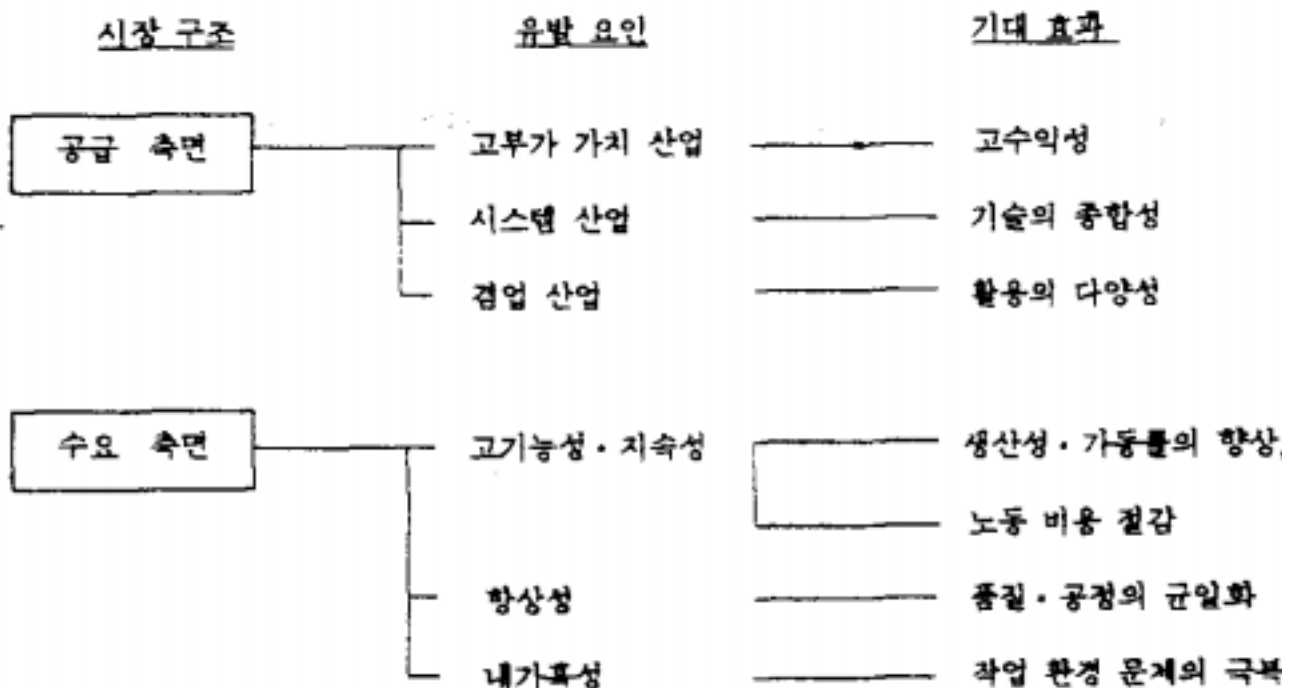 시장 구조 유발 요인 기대 효과
공급 측면 고부가 가치 산업 고수익성
시스템 산업 기술의 종합성
겸업 산업 활용의 다양성
수요 측면 고기능성·지속성 생산성·가동률의 향상
노동 비용 절감
항상성 품질·공정의 균일화
내가혹성 작업 환경 문제의 극복